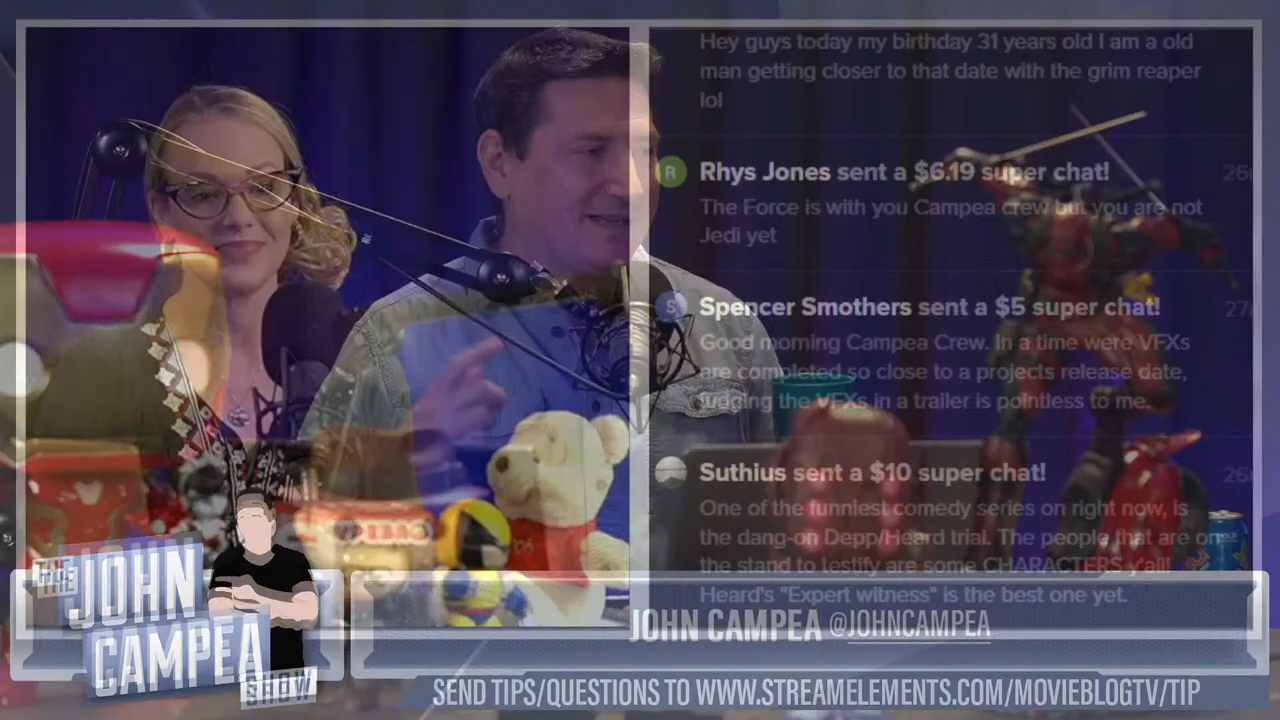 Hey guys today my birthday 31 years old I am a old
man getting closer to that date with the grim reaper
lol
R
Rhys Jones sent a $6.19 super chat!
The Force is with you Campea crew but you are not
Jedi yet
S
Spencer Smothers sent a $5 super chat!
27
Good morning Campea Crew. In a time were VFXs
are completed so close to a projects release date,
judging the VFXs in a trailer is pointless to me.
Suthius sent a $10 super chat!
One of the funniest comedy series on right now, is
the dang-on Depp/Heard trial. The people that are on
the stand to testify are some CHARACTERS y'all!
Heard's "Expert witness" is the best one yet.
THE
JOHN
CAMPEA
SHOW
JOHN CAMPEA @JOHNCAMPEA
SEND TIPS/QUESTIONS TO WWW.STREAMELEMENTS.COM/MOVIEBLOGTV/TIP